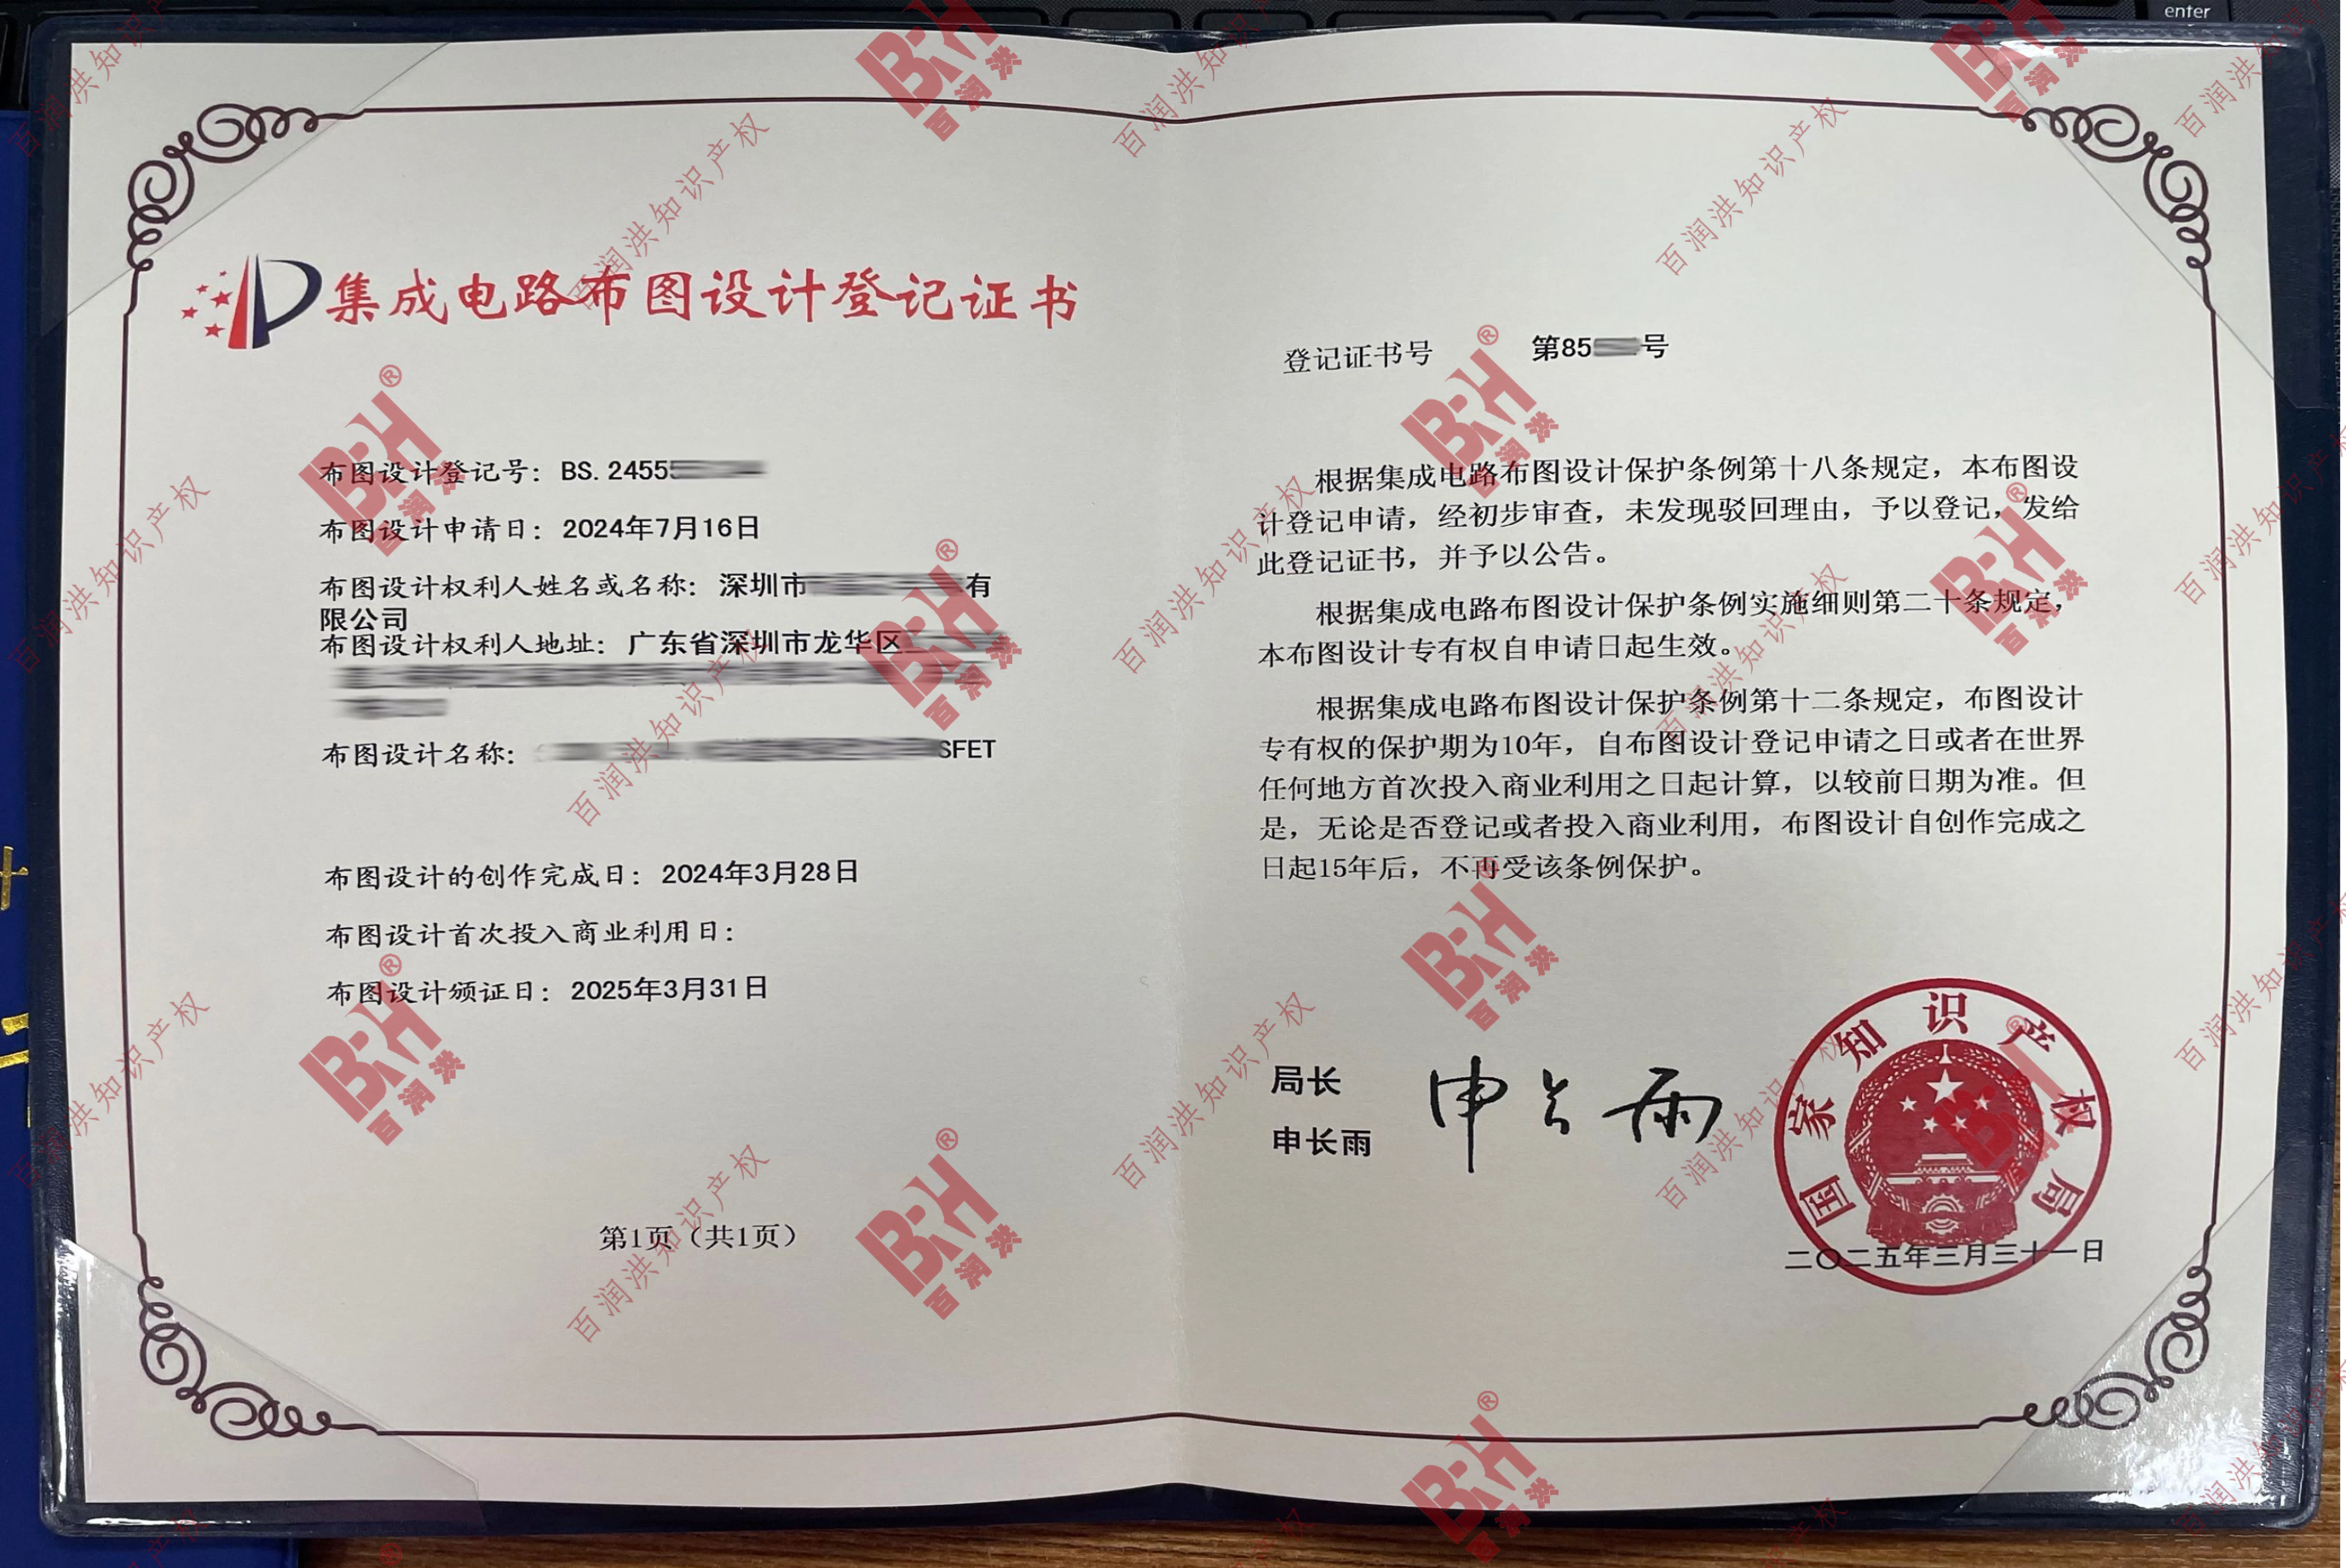 enter
集成电路布图设计登记证书
布图设计登记号：BS. 2455
布图设计申请日：2024年7月16日
布图设计权利人姓名或名称：深圳市 有
限公司
布图设计权利人地址：广东省深圳市龙华区
布图设计名称： SFET
布图设计的创作完成日：2024年3月28日
布图设计首次投入商业利用日：
布图设计颁证日：2025年3月31日
第1页（共1页）
登记证书号 第85 号
根据集成电路布图设计保护条例第十八条规定，本布图设
计登记申请，经初步审查，未发现驳回理由，予以登记，发给
此登记证书，并予以公告。
根据集成电路布图设计保护条例实施细则第二十条规定，
本布图设计专有权自申请日起生效。
根据集成电路布图设计保护条例第十二条规定，布图设计
专有权的保护期为10年，自布图设计登记申请之日或者在世界
任何地方首次投入商业利用之日起计算，以较前日期为准。但
是，无论是否登记或者投入商业利用，布图设计自创作完成之
日起15年后，不再受该条例保护。
局长
申长雨
申长雨
国家知识产权局
二〇二五年三月三十一日
BRH®
百润洪
百润洪知识产权